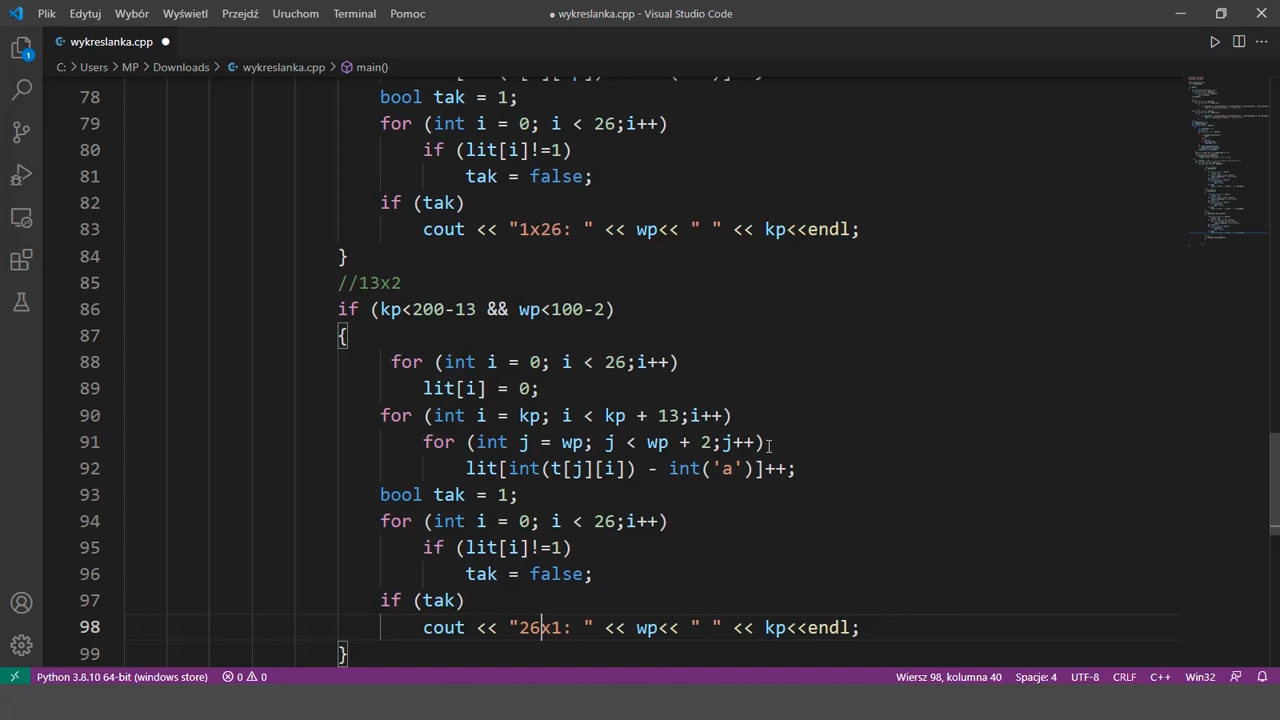 Plik Edytuj Wybór Wyświetl Przejdź Uruchom Terminal Pomoc ● wykreslanka.cpp - Visual Studio Code
wykreslanka.cpp ●
C: > Users > MP > Downloads > wykreslanka.cpp > main()
78 bool tak = 1;
79 for (int i = 0; i < 26;i++)
80 if (lit[i]!=1)
81 tak = false;
82 if (tak)
83 cout << "1x26: " << wp<< " " << kp<<endl;
84 }
85 //13x2
86 if (kp<200-13 && wp<100-2)
87 {
88 for (int i = 0; i < 26;i++)
89 lit[i] = 0;
90 for (int i = kp; i < kp + 13;i++)
91 for (int j = wp; j < wp + 2;j++)
92 lit[int(t[j][i]) - int('a')]++;
93 bool tak = 1;
94 for (int i = 0; i < 26;i++)
95 if (lit[i]!=1)
96 tak = false;
97 if (tak)
98 cout << "26x1: " << wp<< " " << kp<<endl;
99 }
Python 3.8.10 64-bit (windows store) 0 0 Wiersz 98, kolumna 40 Spacje: 4 UTF-8 CRLF C++ Win32